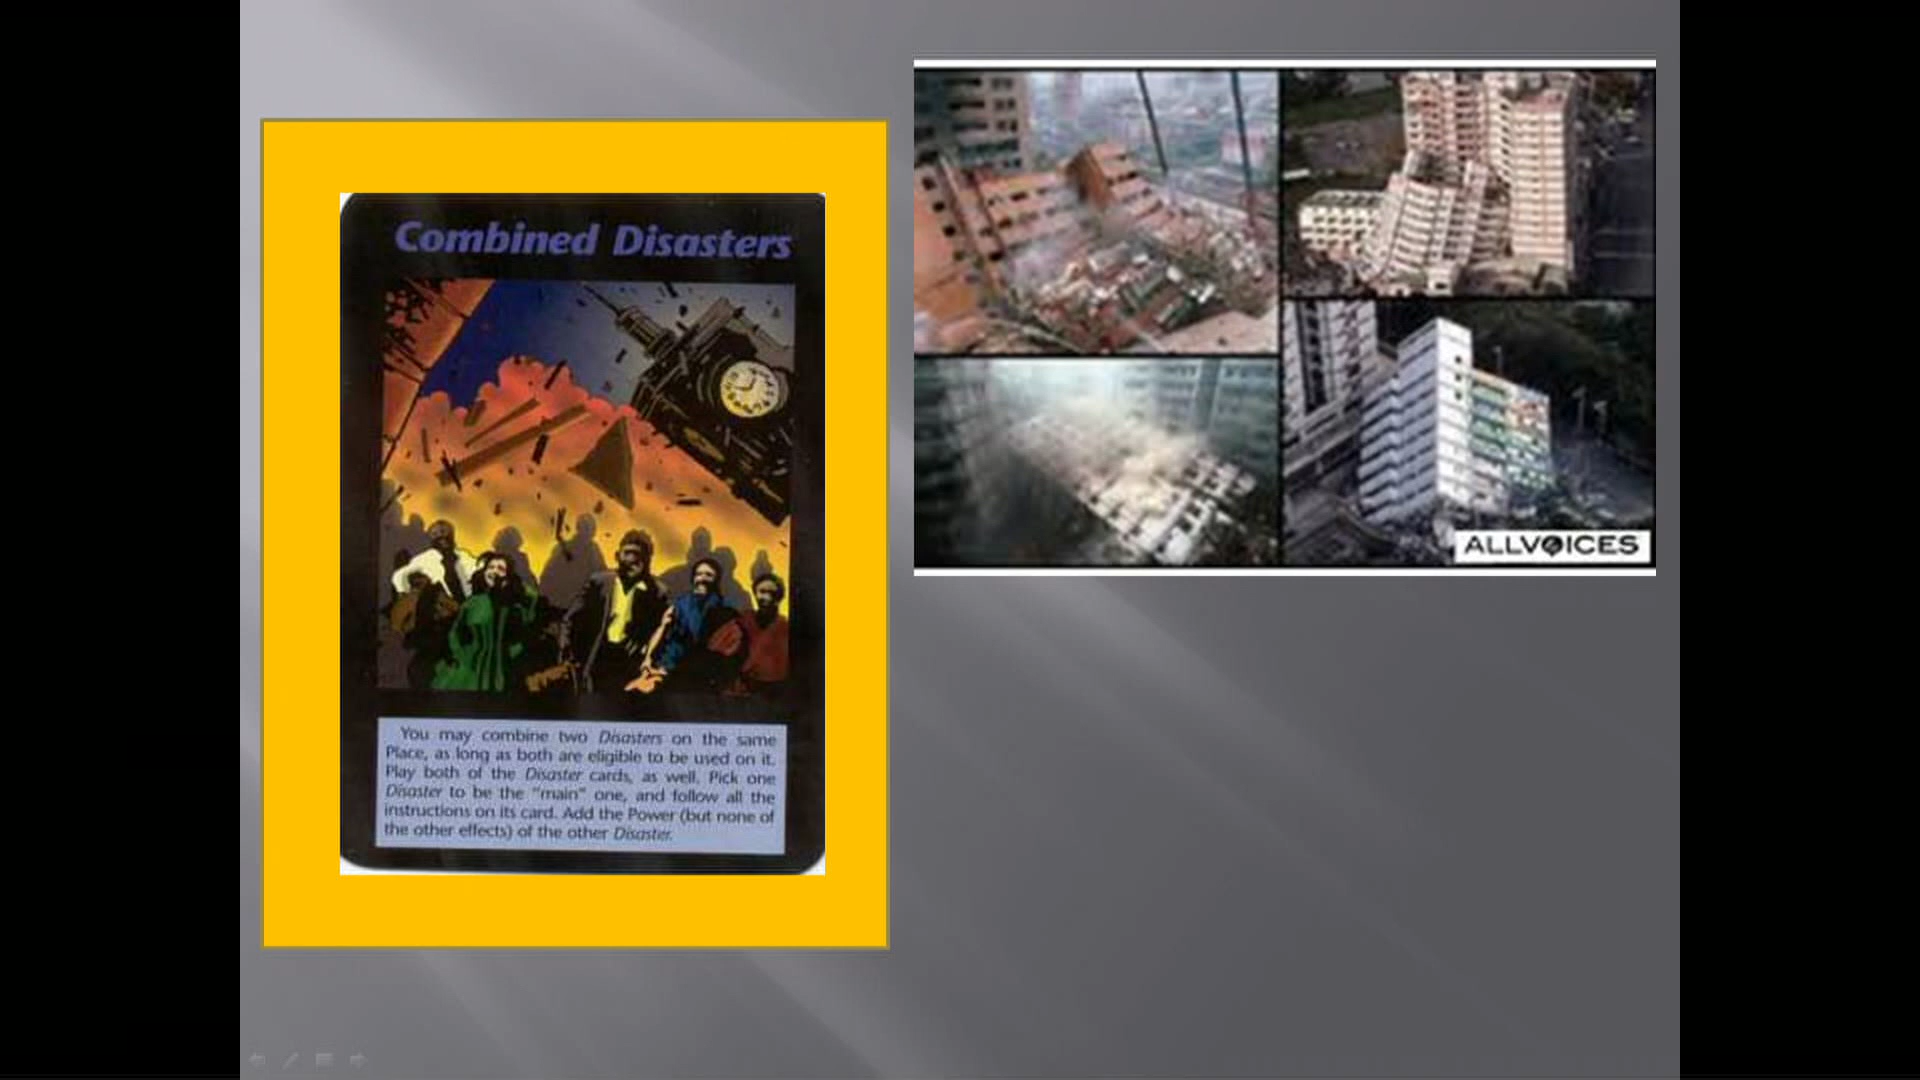 Combined Disasters
You may combine two Disasters on the same
Place, as long as both are eligible to be used on it.
Play both of the Disaster cards, as well. Pick one
Disaster to be the "main" one, and follow all the
instructions on its card. Add the Power (but none of
the other effects) of the other Disaster.
ALLVOICES